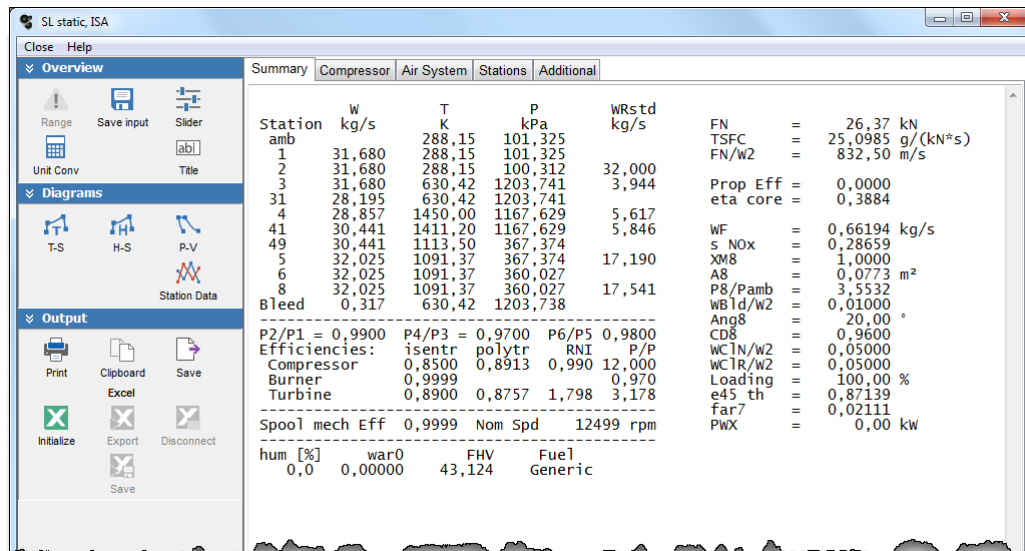 SL static, ISA
Close Help
Overview
Range Save input Slider
Unit Conv Title
Diagrams
T-S H-S P-V
Station Data
Output
Print Clipboard Save
Excel
Initialize Export Disconnect
Save
Summary Compressor Air System Stations Additional
W T P WRstd
Station kg/s K kPa kg/s
amb 288,15 101,325
1 31,680 288,15 101,325
2 31,680 288,15 100,312 32,000
3 31,680 630,42 1203,741 3,944
31 28,195 630,42 1203,741
4 28,857 1450,00 1167,629 5,617
41 30,441 1411,20 1167,629 5,846
49 30,441 1113,50 367,374
5 32,025 1091,37 367,374 17,190
6 32,025 1091,37 360,027
8 32,025 1091,37 360,027 17,541
Bleed 0,317 630,42 1203,738
P2/P1 = 0,9900 P4/P3 = 0,9700 P6/P5 0,9800
Efficiencies: isentr polytr RNI P/P
Compressor 0,8500 0,8913 0,990 12,000
Burner 0,9999 0,970
Turbine 0,8900 0,8757 1,798 3,178
Spool mech Eff 0,9999 Nom Spd 12499 rpm
hum [%] war0 FHV Fuel
0,0 0,00000 43,124 Generic
FN = 26,37 kN
TSFC = 25,0985 g/(kN*s)
FN/W2 = 832,50 m/s
Prop Eff = 0,0000
eta core = 0,3884
WF = 0,66194 kg/s
s NOx = 0,28659
XM8 = 1,0000
A8 = 0,0773 m²
P8/Pamb = 3,5532
WBld/W2 = 0,01000
Ang8 = 20,00 °
CD8 = 0,9600
WClN/W2 = 0,05000
WClR/W2 = 0,05000
Loading = 100,00 %
e45 th = 0,87139
far7 = 0,02111
PWX = 0,00 kW
abl